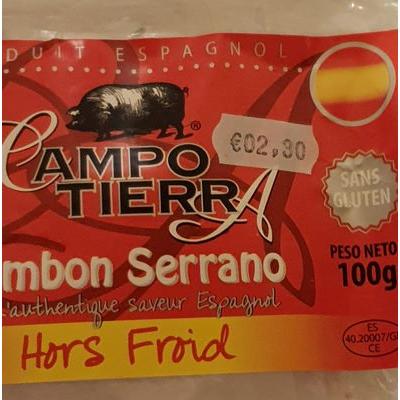 DUIT ESPAGNOL
CAMPO
TIERRA
®
€02,30
SANS
GLUTEN
mbon Serrano
PESO NETO
100g
L'authentique saveur Espagnol
Hors Froid
ES
40.20007/G
CE